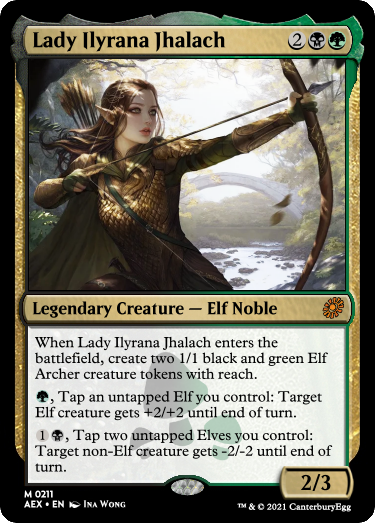 Lady Ilyrana Jhalach 2
Legendary Creature — Elf Noble
When Lady Ilyrana Jhalach enters the
battlefield, create two 1/1 black and green Elf
Archer creature tokens with reach.
, Tap an untapped Elf you control: Target
Elf creature gets +2/+2 until end of turn.
1 , Tap two untapped Elves you control:
Target non-Elf creature gets -2/-2 until end of
turn.
2/3
M 0211
AEX • EN Ina Wong
™ & © 2021 CanterburyEgg